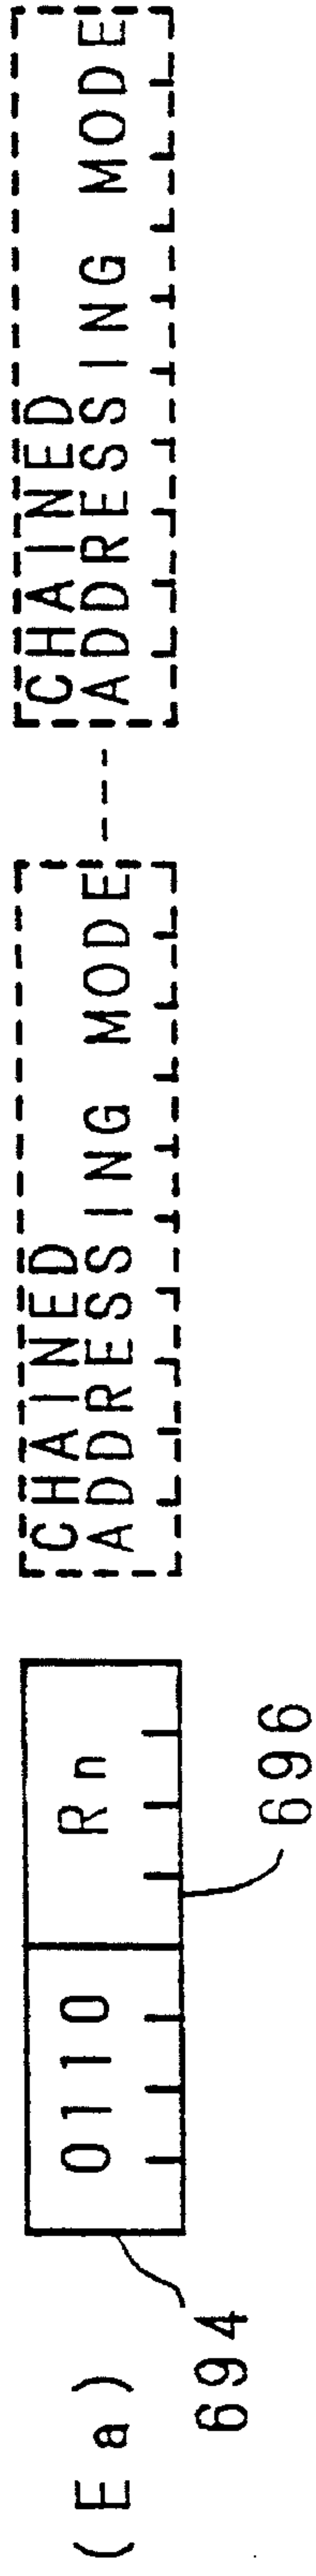 (Ea)
0110 Rn
CHAINED
ADDRESSING MODE
CHAINED
ADDRESSING MODE
694
696